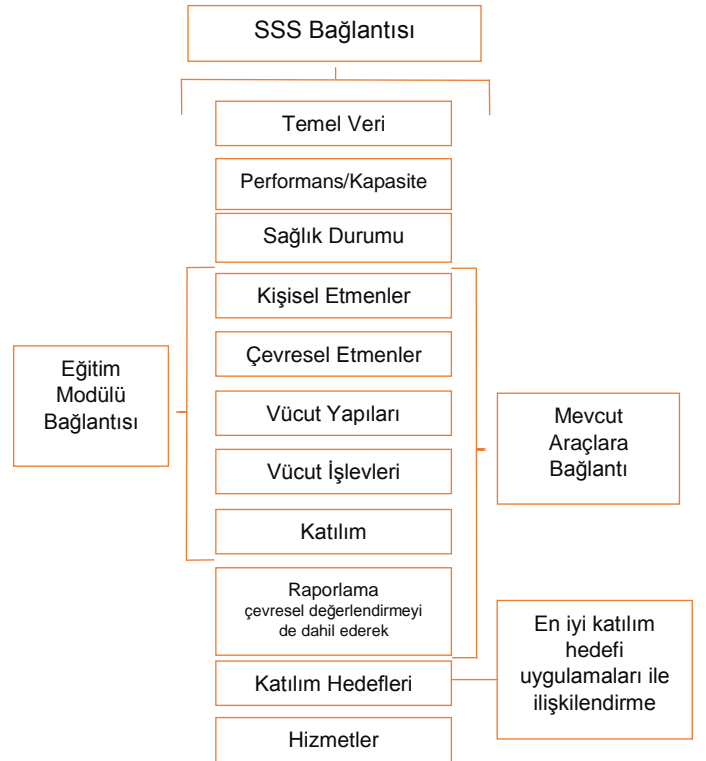 SSS Bağlantısı
Temel Veri
Performans/Kapasite
Sağlık Durumu
Kişisel Etmenler
Çevresel Etmenler
Vücut Yapıları
Vücut İşlevleri
Katılım
Raporlama
çevresel değerlendirmeyi
de dahil ederek
Katılım Hedefleri
Hizmetler
Eğitim
Modülü
Bağlantısı
Mevcut
Araçlara
Bağlantı
En iyi katılım
hedefi
uygulamaları ile
ilişkilendirme